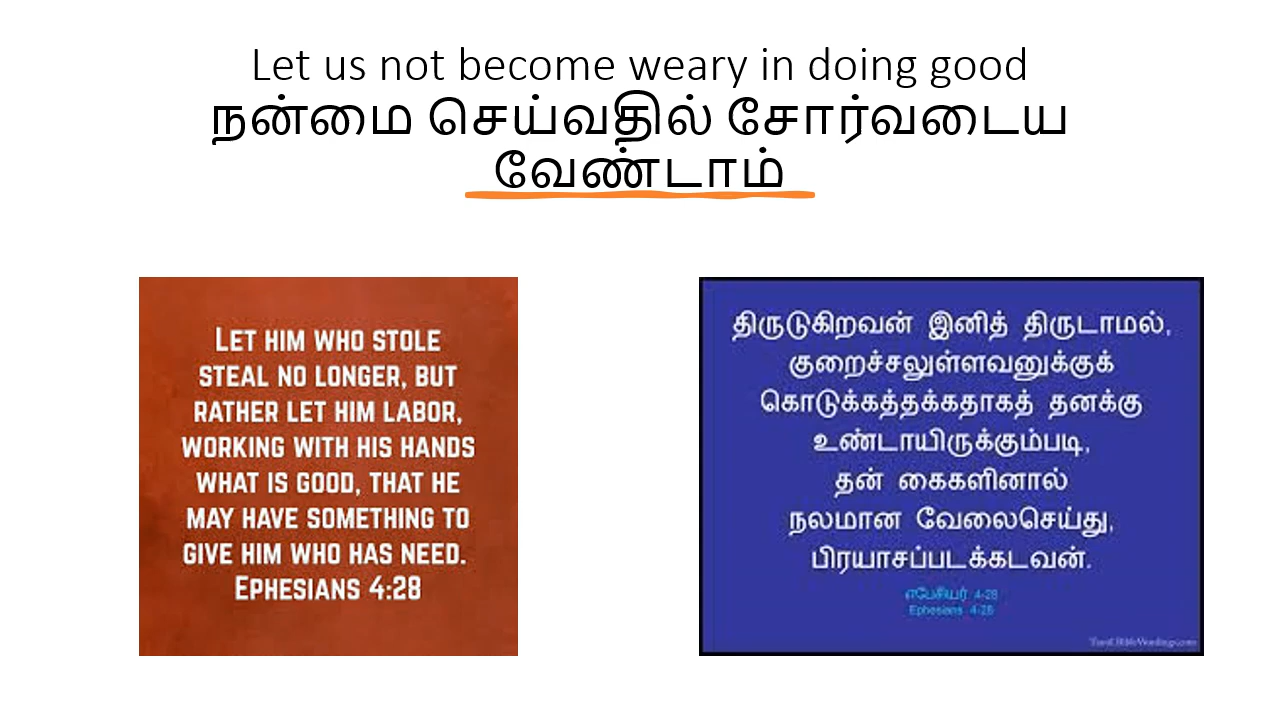 Let us not become weary in doing good
நன்மை செய்வதில் சோர்வடைய
வேண்டாம்
LET HIM WHO STOLE
STEAL NO LONGER, BUT
RATHER LET HIM LABOR,
WORKING WITH HIS HANDS
WHAT IS GOOD, THAT HE
MAY HAVE SOMETHING TO
GIVE HIM WHO HAS NEED.
EPHESIANS 4:28
திருடுகிறவன் இனித் திருடாமல்,
குறைச்சலுள்ளவனுக்குக்
கொடுக்கத்தக்கதாகத் தனக்கு
உண்டாயிருக்கும்படி,
தன் கைகளினால்
நலமான வேலைசெய்து,
பிரயாசப்படக்கடவன்.
எபேசியர் 4-28
Ephesians 4-28
TamilBibleWordings.com